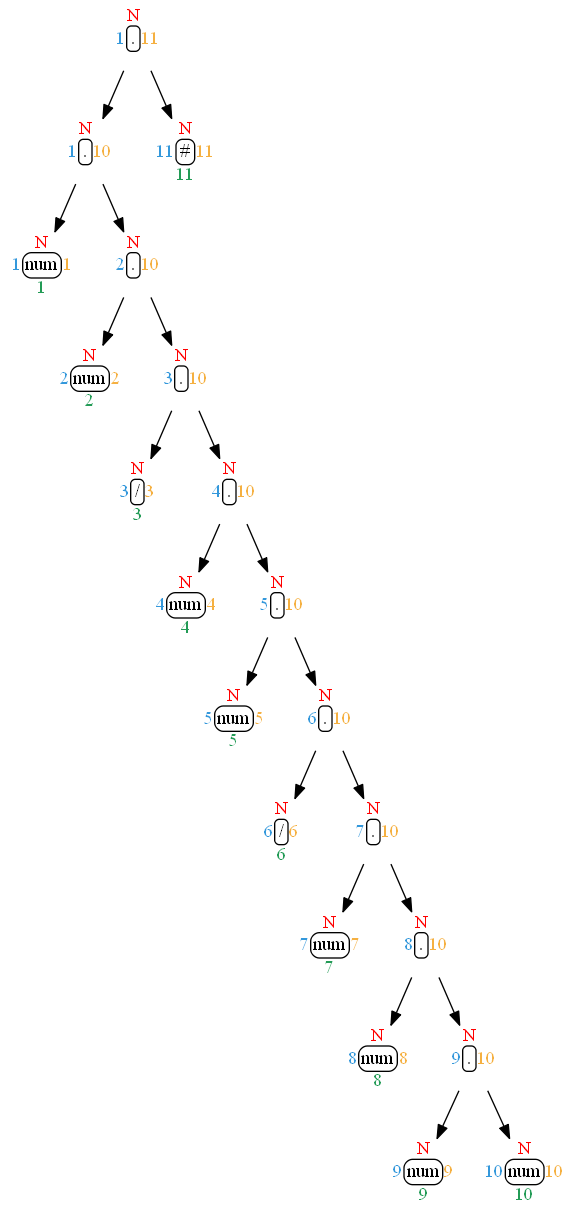 N
1 . 11
N N
1 . 10 11 # 11
11
N N
1 num 1 2 . 10
1
N N
2 num 2 3 . 10
2
N N
3 / 3 4 . 10
3
N N
4 num 4 5 . 10
4
N N
5 num 5 6 . 10
5
N N
6 / 6 7 . 10
6
N N
7 num 7 8 . 10
7
N N
8 num 8 9 . 10
8
N N
9 num 9 10 num 10
9 10